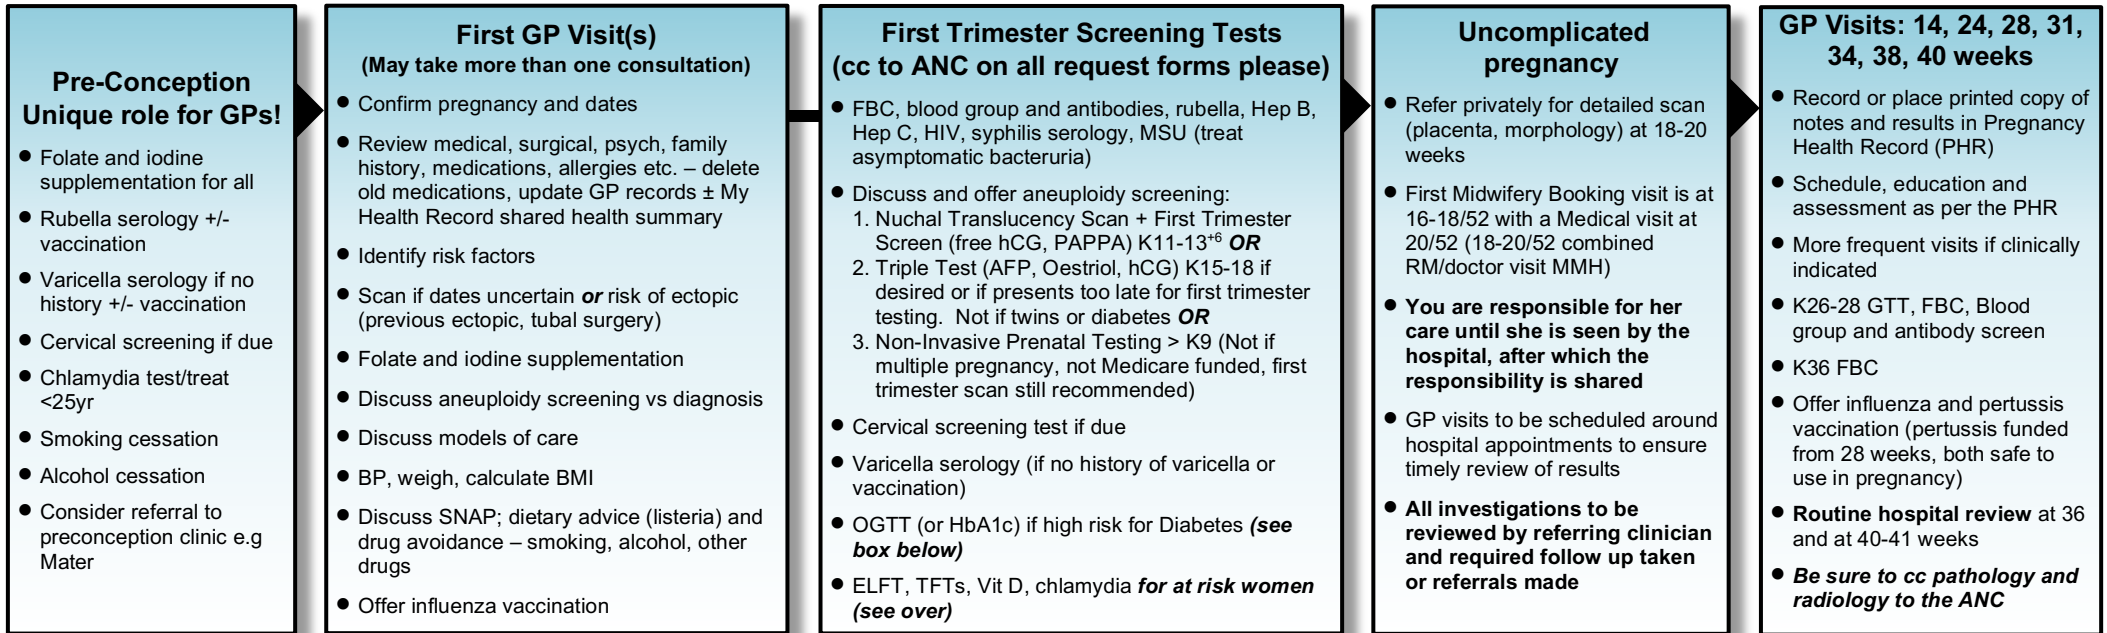 Pre-Conception
Unique role for GPs!
● Folate and iodine
supplementation for all
● Rubella serology +/-
vaccination
● Varicella serology if no
history +/- vaccination
● Cervical screening if due
● Chlamydia test/treat
<25yr
● Smoking cessation
● Alcohol cessation
● Consider referral to
preconception clinic e.g
Mater
First GP Visit(s)
(May take more than one consultation)
● Confirm pregnancy and dates
● Review medical, surgical, psych, family
history, medications, allergies etc. – delete
old medications, update GP records ± My
Health Record shared health summary
● Identify risk factors
● Scan if dates uncertain or risk of ectopic
(previous ectopic, tubal surgery)
● Folate and iodine supplementation
● Discuss aneuploidy screening vs diagnosis
● Discuss models of care
● BP, weigh, calculate BMI
● Discuss SNAP; dietary advice (listeria) and
drug avoidance – smoking, alcohol, other
drugs
● Offer influenza vaccination
First Trimester Screening Tests
(cc to ANC on all request forms please)
● FBC, blood group and antibodies, rubella, Hep B,
Hep C, HIV, syphilis serology, MSU (treat
asymptomatic bacteruria)
● Discuss and offer aneuploidy screening:
1. Nuchal Translucency Scan + First Trimester
Screen (free hCG, PAPPA) K11-13+6 OR
2. Triple Test (AFP, Oestriol, hCG) K15-18 if
desired or if presents too late for first trimester
testing. Not if twins or diabetes OR
3. Non-Invasive Prenatal Testing > K9 (Not if
multiple pregnancy, not Medicare funded, first
trimester scan still recommended)
● Cervical screening test if due
● Varicella serology (if no history of varicella or
vaccination)
● OGTT (or HbA1c) if high risk for Diabetes (see
box below)
● ELFT, TFTs, Vit D, chlamydia for at risk women
(see over)
Uncomplicated
pregnancy
● Refer privately for detailed scan
(placenta, morphology) at 18-20
weeks
● First Midwifery Booking visit is at
16-18/52 with a Medical visit at
20/52 (18-20/52 combined
RM/doctor visit MMH)
● You are responsible for her
care until she is seen by the
hospital, after which the
responsibility is shared
● GP visits to be scheduled around
hospital appointments to ensure
timely review of results
● All investigations to be
reviewed by referring clinician
and required follow up taken
or referrals made
GP Visits: 14, 24, 28, 31,
34, 38, 40 weeks
● Record or place printed copy of
notes and results in Pregnancy
Health Record (PHR)
● Schedule, education and
assessment as per the PHR
● More frequent visits if clinically
indicated
● K26-28 GTT, FBC, Blood
group and antibody screen
● K36 FBC
● Offer influenza and pertussis
vaccination (pertussis funded
from 28 weeks, both safe to
use in pregnancy)
● Routine hospital review at 36
and at 40-41 weeks
● Be sure to cc pathology and
radiology to the ANC